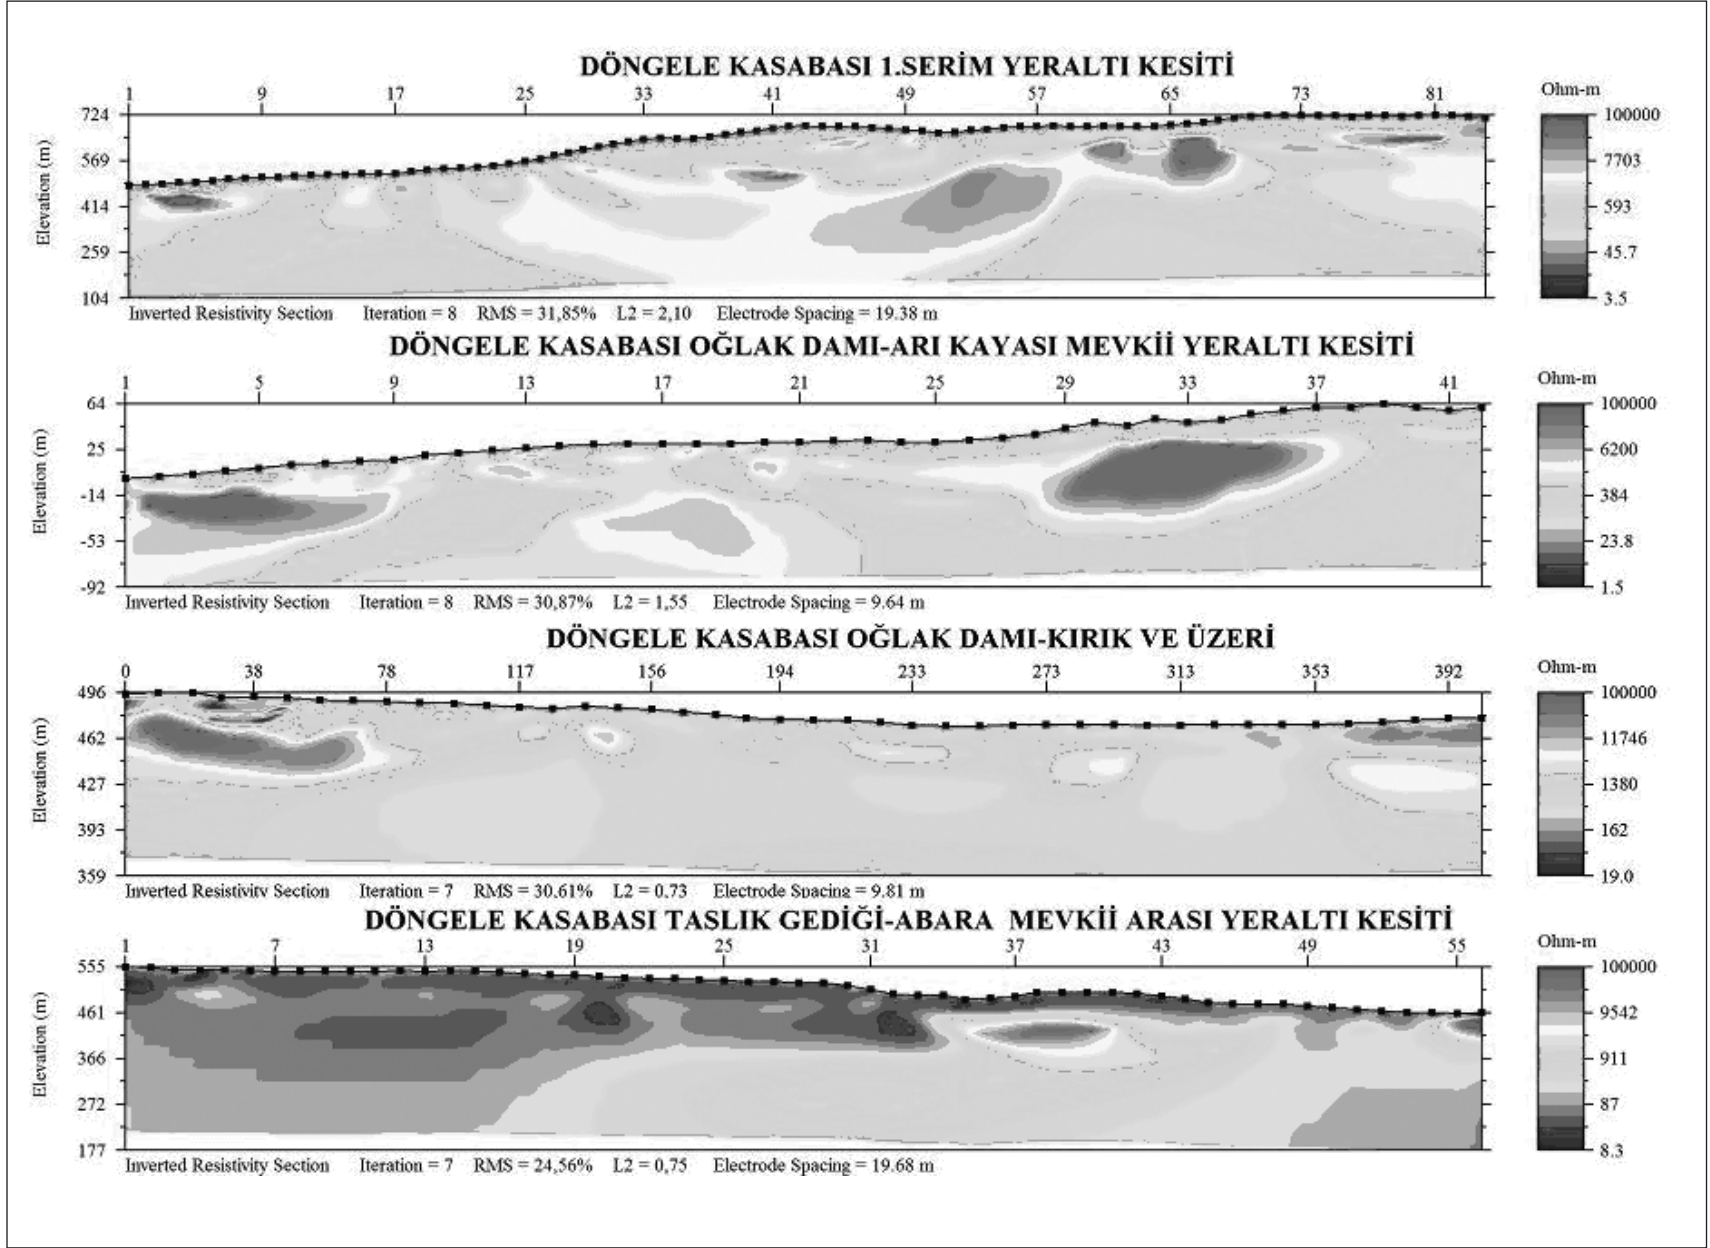 DÖNGELE KASABASI 1.SERİM YERALTI KESİTİ
1 9 17 25 33 41 49 57 65 73 81
Ohm-m
Elevation (m)
724
569
414
259
104
100000
7703
593
45.7
3.5
Inverted Resistivity Section Iteration = 8 RMS = 31,85% L2 = 2,10 Electrode Spacing = 19.38 m
DÖNGELE KASABASI OĞLAK DAMI-ARI KAYASI MEVKİİ YERALTI KESİTİ
1 5 9 13 17 21 25 29 33 37 41
Ohm-m
Elevation (m)
64
25
-14
-53
-92
100000
6200
384
23.8
1.5
Inverted Resistivity Section Iteration = 8 RMS = 30,87% L2 = 1,55 Electrode Spacing = 9.64 m
DÖNGELE KASABASI OĞLAK DAMI-KIRIK VE ÜZERİ
0 38 78 117 156 194 233 273 313 353 392
Ohm-m
Elevation (m)
496
462
427
393
359
100000
11746
1380
162
19.0
Inverted Resistivity Section Iteration = 7 RMS = 30.61% L2 = 0,73 Electrode Spacing = 9.81 m
DÖNGELE KASABASI TASLIK GEDİĞİ-ABARA MEVKİİ ARASI YERALTI KESİTİ
1 7 13 19 25 31 37 43 49 55
Ohm-m
Elevation (m)
555
461
366
272
177
100000
9542
911
87
8.3
Inverted Resistivity Section Iteration = 7 RMS = 24,56% L2 = 0,75 Electrode Spacing = 19.68 m